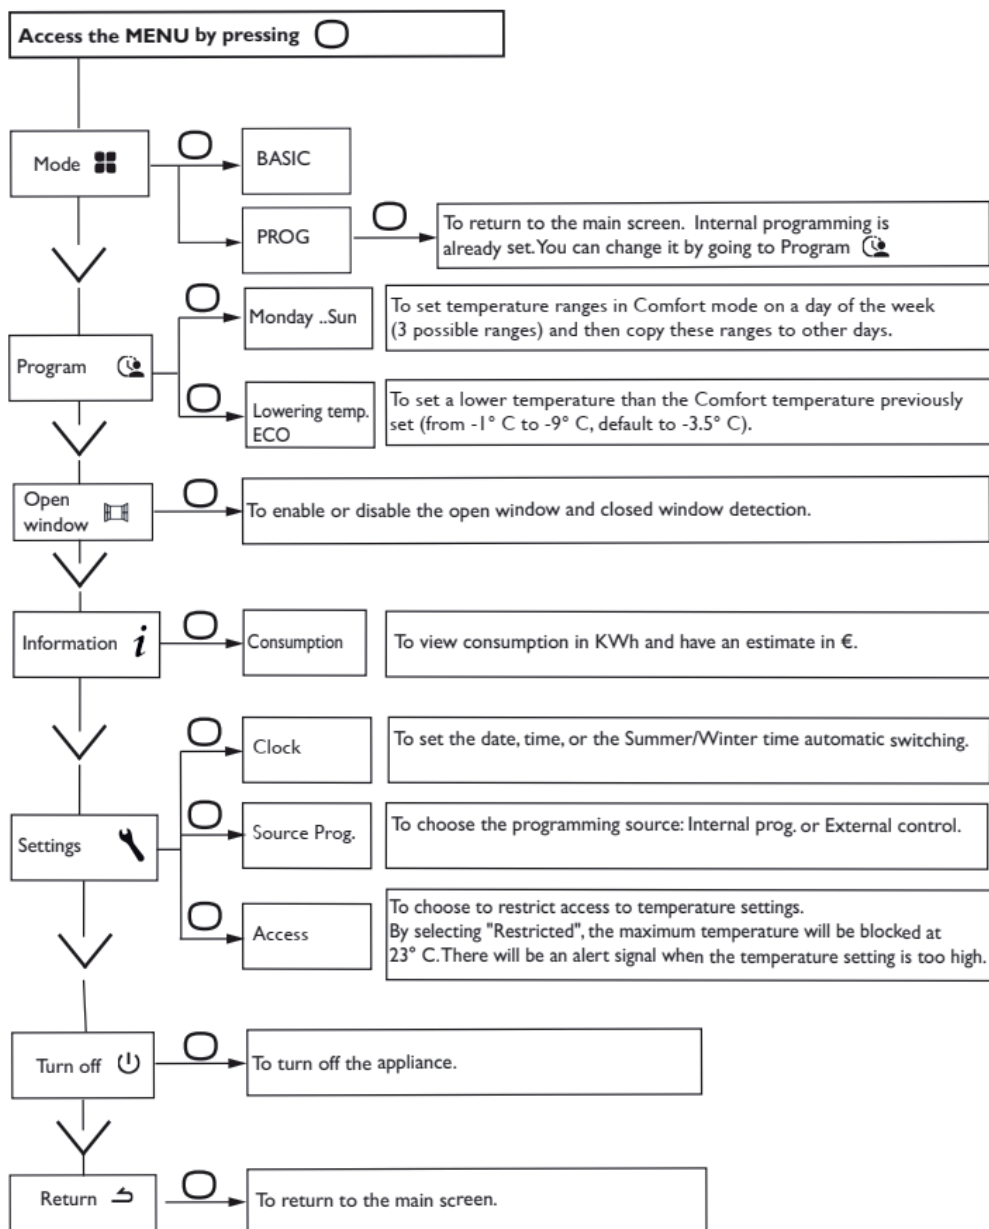 Access the MENU by pressing
Mode
BASIC
PROG
To return to the main screen. Internal programming is
already set. You can change it by going to Program
Program
Monday ..Sun
To set temperature ranges in Comfort mode on a day of the week
(3 possible ranges) and then copy these ranges to other days.
Lowering temp.
ECO
To set a lower temperature than the Comfort temperature previously
set (from -1° C to -9° C, default to -3.5° C).
Open
window
To enable or disable the open window and closed window detection.
Information i
Consumption
To view consumption in KWh and have an estimate in €.
Settings
Clock
To set the date, time, or the Summer/Winter time automatic switching.
Source Prog.
To choose the programming source: Internal prog. or External control.
Access
To choose to restrict access to temperature settings.
By selecting "Restricted", the maximum temperature will be blocked at
23° C. There will be an alert signal when the temperature setting is too high.
Turn off
To turn off the appliance.
Return
To return to the main screen.